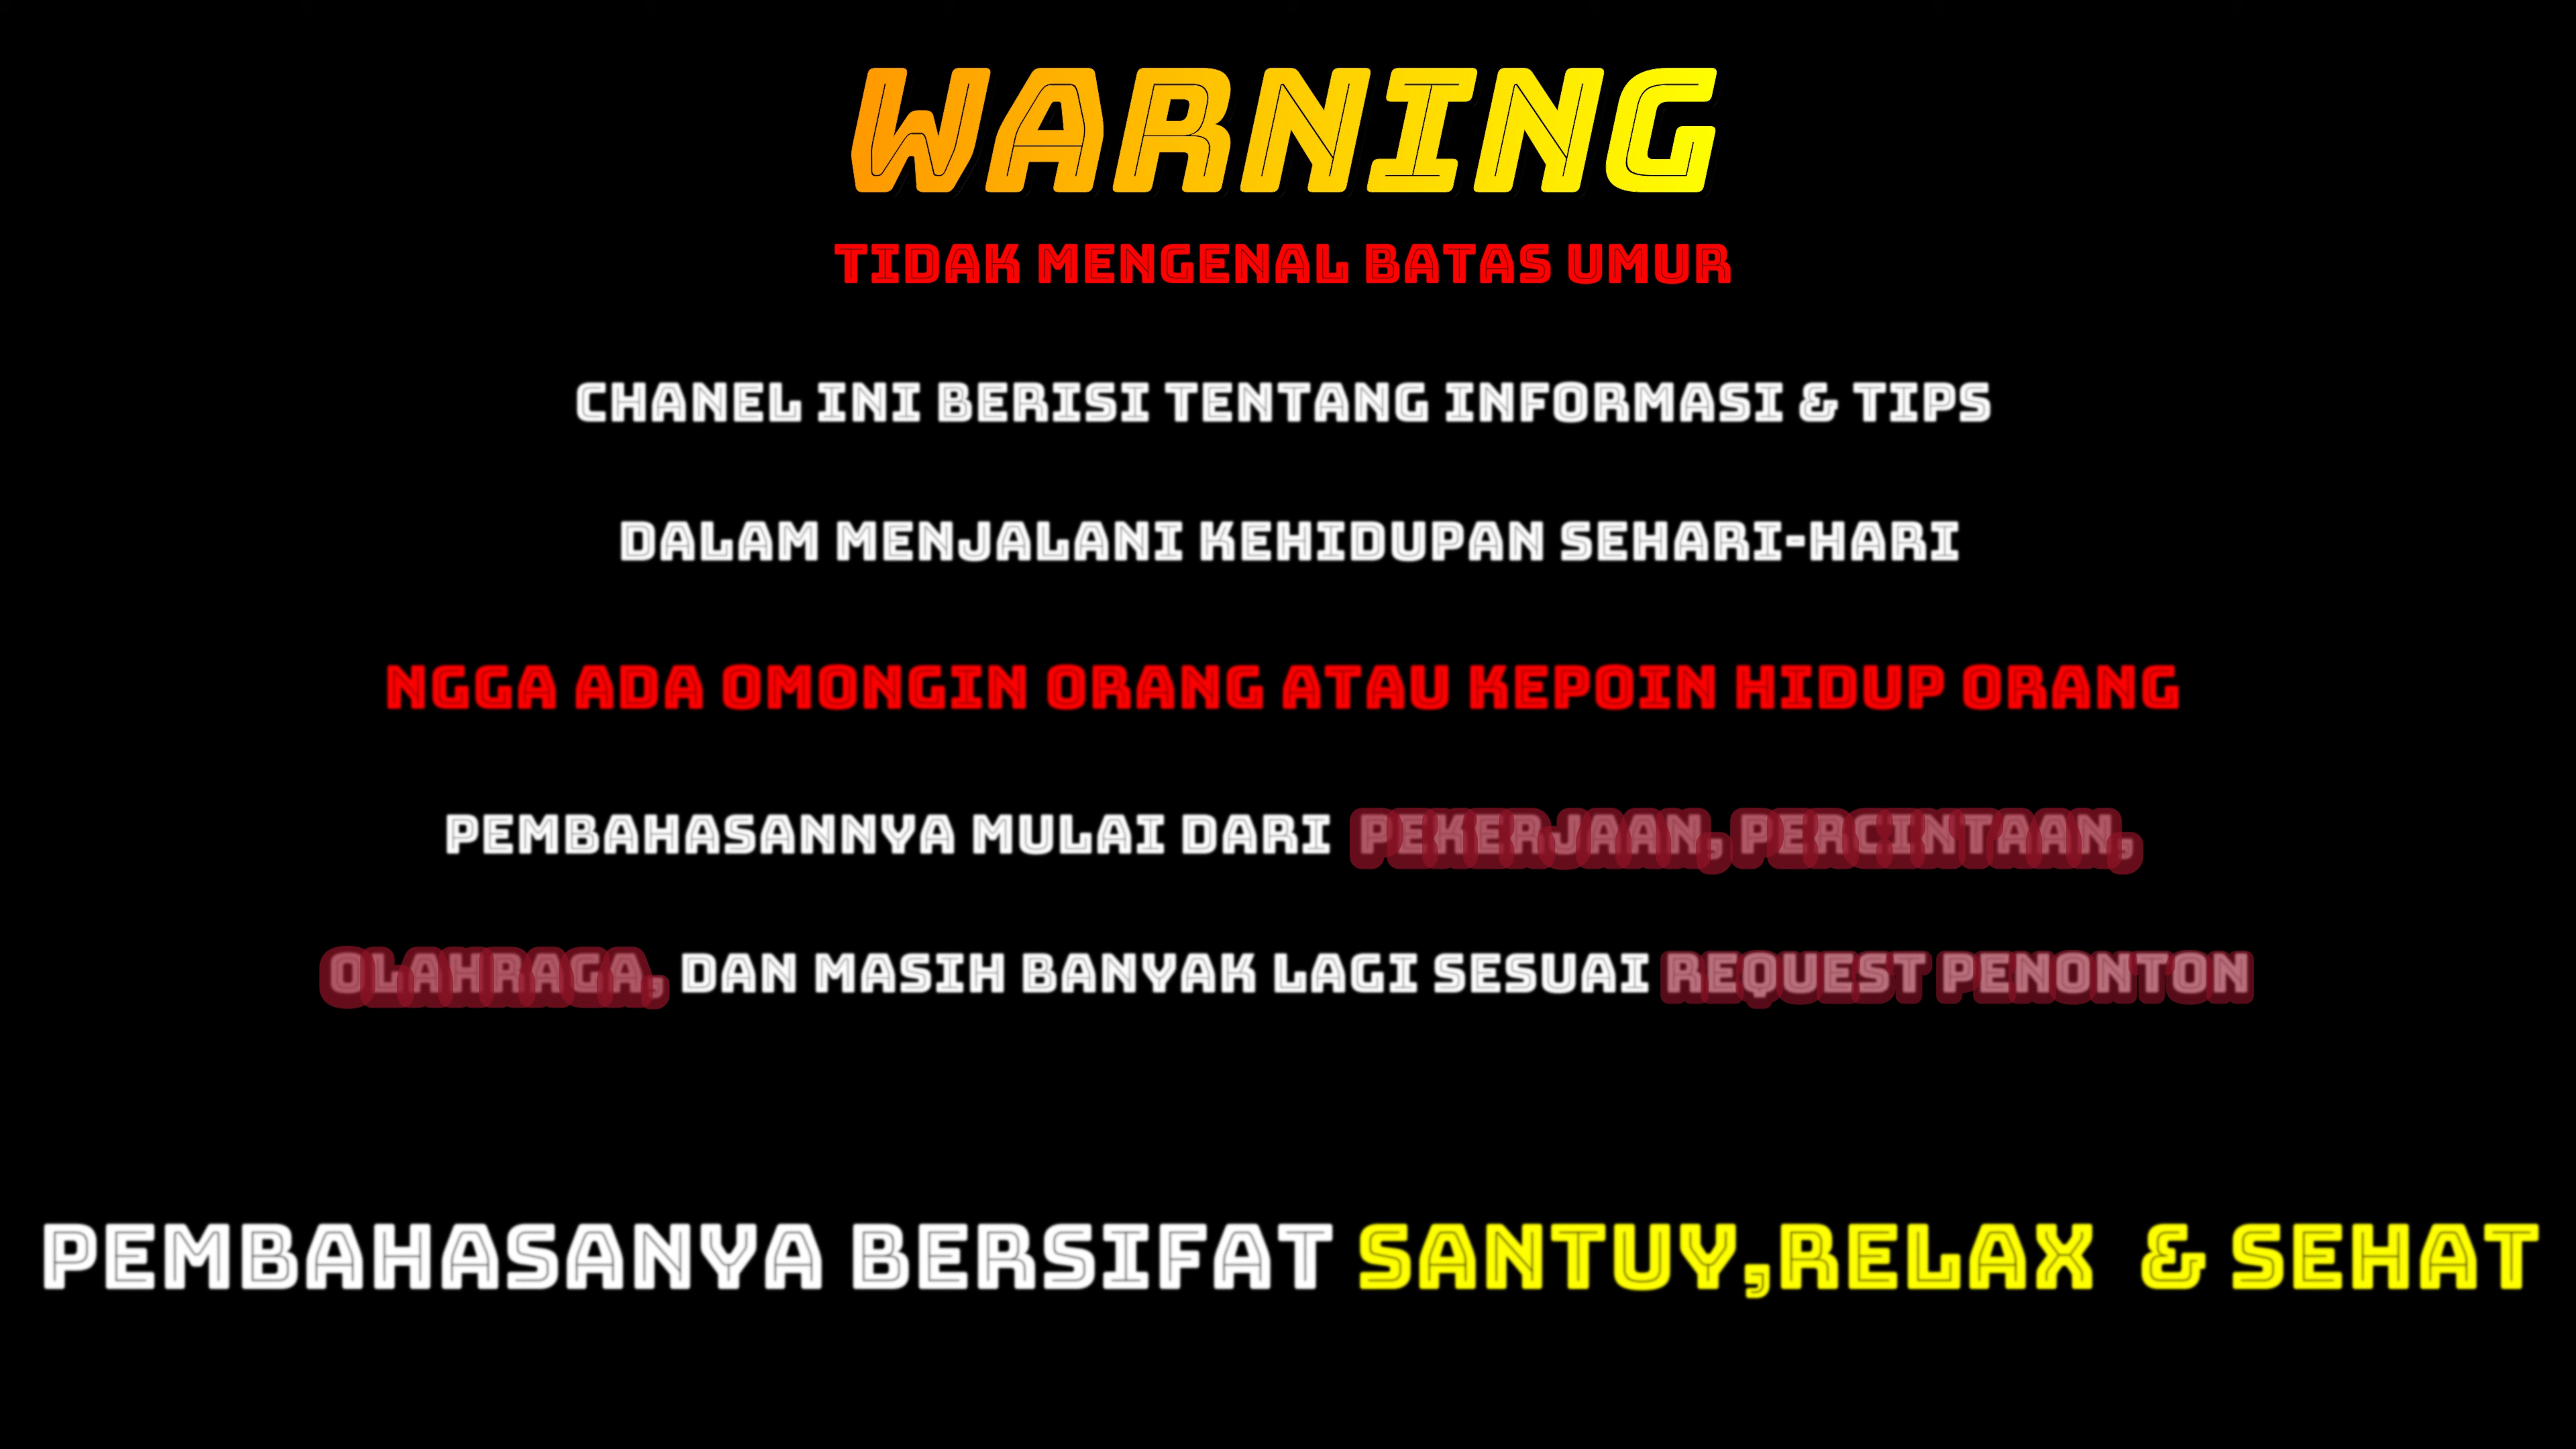 WARNING
TIDAK MENGENAL BATAS UMUR
CHANEL INI BERISI TENTANG INFORMASI & TIPS
DALAM MENJALANI KEHIDUPAN SEHARI-HARI
NGGA ADA OMONGIN ORANG ATAU KEPOIN HIDUP ORANG
PEMBAHASANNYA MULAI DARI PEKERJAAN, PERCINTAAN,
OLAHRAGA, DAN MASIH BANYAK LAGI SESUAI REQUEST PENONTON
PEMBAHASANYA BERSIFAT SANTUY,RELAX & SEHAT